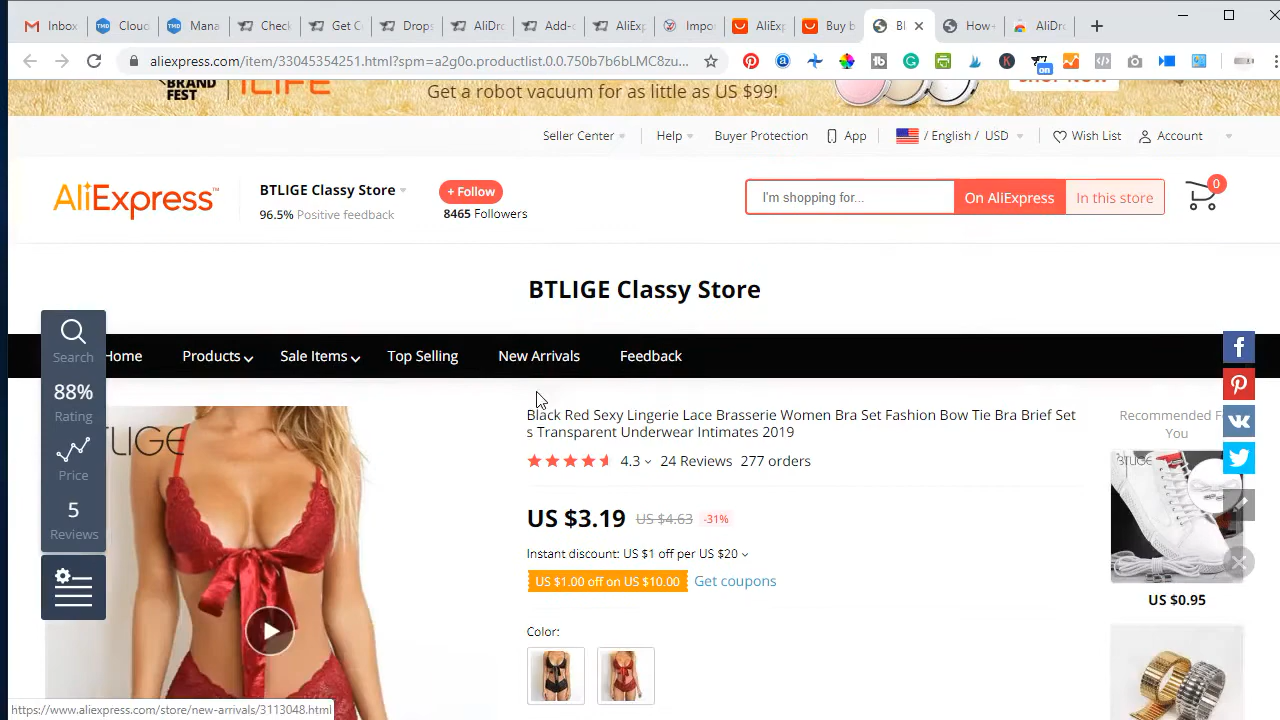 Inbox Cloud Mana Check Get C Drops AliDro Add-c AliExp Impo AliExp Buy b Bl How AliDro
aliexpress.com/item/33045354251.html?spm=a2g0o.productlist.0.0.750b7b6bLMC8zu...
on
BRAND ILIFE
FEST
Get a robot vacuum for as little as US $99!
Seller Center Help Buyer Protection App / English / USD Wish List Account
AliExpress™
BTLIGE Classy Store
96.5% Positive feedback
+ Follow
8465 Followers
I'm shopping for... On AliExpress In this store
0
BTLIGE Classy Store
Home Products Sale Items Top Selling New Arrivals Feedback
Search
88%
Rating
Price
5
Reviews
Black Red Sexy Lingerie Lace Brasserie Women Bra Set Fashion Bow Tie Bra Brief Set
s Transparent Underwear Intimates 2019
4.3 24 Reviews 277 orders
US $3.19 US $4.63 -31%
Instant discount: US $1 off per US $20
US $1.00 off on US $10.00 Get coupons
Color:
Recommended F
You
BTLIGE
US $0.95
https://www.aliexpress.com/store/new-arrivals/3113048.html